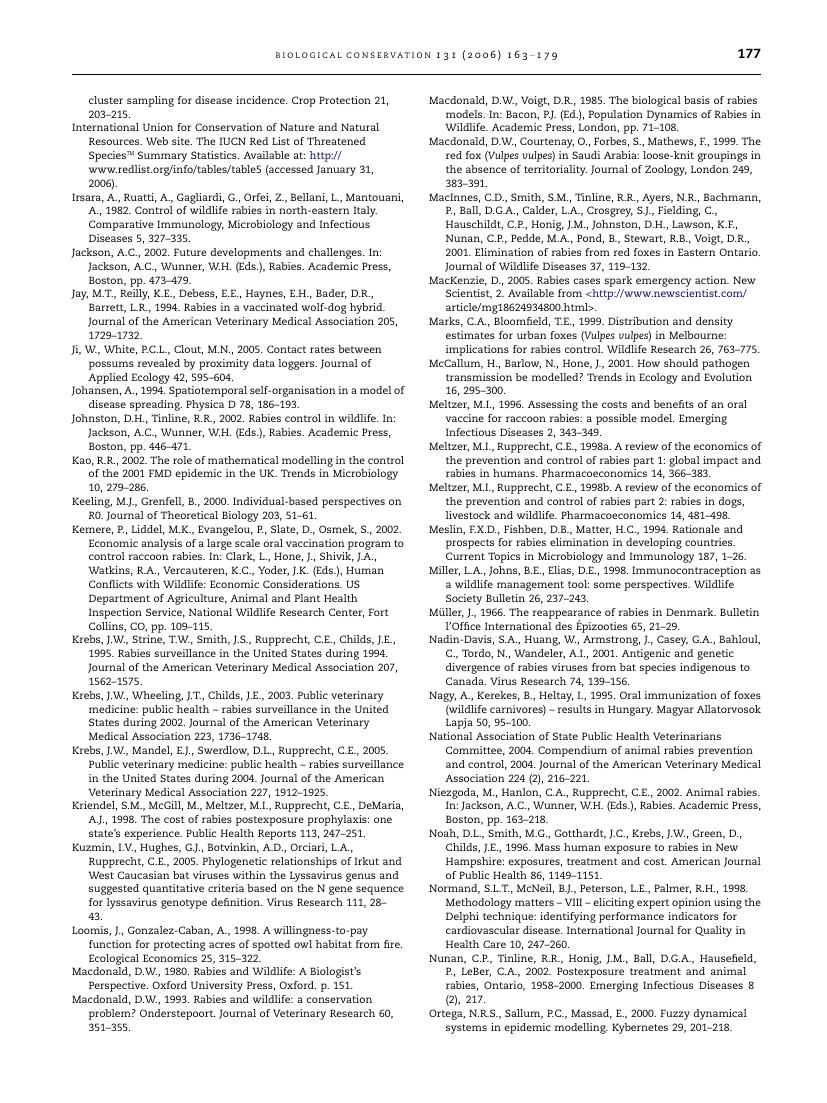 BIOLOGICAL CONSERVATION 131 (2006) 163–179
177
cluster sampling for disease incidence. Crop Protection 21,
203–215.
International Union for Conservation of Nature and Natural
Resources. Web site. The IUCN Red List of Threatened
Species™ Summary Statistics. Available at: http://
www.redlist.org/info/tables/table5 (accessed January 31,
2006).
Irsara, A., Ruatti, A., Gagliardi, G., Orfei, Z., Bellani, L., Mantouani,
A., 1982. Control of wildlife rabies in north-eastern Italy.
Comparative Immunology, Microbiology and Infectious
Diseases 5, 327–335.
Jackson, A.C., 2002. Future developments and challenges. In:
Jackson, A.C., Wunner, W.H. (Eds.), Rabies. Academic Press,
Boston, pp. 473–479.
Jay, M.T., Reilly, K.E., Debess, E.E., Haynes, E.H., Bader, D.R.,
Barrett, L.R., 1994. Rabies in a vaccinated wolf-dog hybrid.
Journal of the American Veterinary Medical Association 205,
1729–1732.
Ji, W., White, P.C.L., Clout, M.N., 2005. Contact rates between
possums revealed by proximity data loggers. Journal of
Applied Ecology 42, 595–604.
Johansen, A., 1994. Spatiotemporal self-organisation in a model of
disease spreading. Physica D 78, 186–193.
Johnston, D.H., Tinline, R.R., 2002. Rabies control in wildlife. In:
Jackson, A.C., Wunner, W.H. (Eds.), Rabies. Academic Press,
Boston, pp. 446–471.
Kao, R.R., 2002. The role of mathematical modelling in the control
of the 2001 FMD epidemic in the UK. Trends in Microbiology
10, 279–286.
Keeling, M.J., Grenfell, B., 2000. Individual-based perspectives on
R0. Journal of Theoretical Biology 203, 51–61.
Kemere, P., Liddel, M.K., Evangelou, P., Slate, D., Osmek, S., 2002.
Economic analysis of a large scale oral vaccination program to
control raccoon rabies. In: Clark, L., Hone, J., Shivik, J.A.,
Watkins, R.A., Vercauteren, K.C., Yoder, J.K. (Eds.), Human
Conflicts with Wildlife: Economic Considerations. US
Department of Agriculture, Animal and Plant Health
Inspection Service, National Wildlife Research Center, Fort
Collins, CO, pp. 109–115.
Krebs, J.W., Strine, T.W., Smith, J.S., Rupprecht, C.E., Childs, J.E.,
1995. Rabies surveillance in the United States during 1994.
Journal of the American Veterinary Medical Association 207,
1562–1575.
Krebs, J.W., Wheeling, J.T., Childs, J.E., 2003. Public veterinary
medicine: public health – rabies surveillance in the United
States during 2002. Journal of the American Veterinary
Medical Association 223, 1736–1748.
Krebs, J.W., Mandel, E.J., Swerdlow, D.L., Rupprecht, C.E., 2005.
Public veterinary medicine: public health – rabies surveillance
in the United States during 2004. Journal of the American
Veterinary Medical Association 227, 1912–1925.
Kriendel, S.M., McGill, M., Meltzer, M.I., Rupprecht, C.E., DeMaria,
A.J., 1998. The cost of rabies postexposure prophylaxis: one
state’s experience. Public Health Reports 113, 247–251.
Kuzmin, I.V., Hughes, G.J., Botvinkin, A.D., Orciari, L.A.,
Rupprecht, C.E., 2005. Phylogenetic relationships of Irkut and
West Caucasian bat viruses within the Lyssavirus genus and
suggested quantitative criteria based on the N gene sequence
for lyssavirus genotype definition. Virus Research 111, 28–
43.
Loomis, J., Gonzalez-Caban, A., 1998. A willingness-to-pay
function for protecting acres of spotted owl habitat from fire.
Ecological Economics 25, 315–322.
Macdonald, D.W., 1980. Rabies and Wildlife: A Biologist’s
Perspective. Oxford University Press, Oxford. p. 151.
Macdonald, D.W., 1993. Rabies and wildlife: a conservation
problem? Onderstepoort. Journal of Veterinary Research 60,
351–355.
Macdonald, D.W., Voigt, D.R., 1985. The biological basis of rabies
models. In: Bacon, P.J. (Ed.), Population Dynamics of Rabies in
Wildlife. Academic Press, London, pp. 71–108.
Macdonald, D.W., Courtenay, O., Forbes, S., Mathews, F., 1999. The
red fox (Vulpes vulpes) in Saudi Arabia: loose-knit groupings in
the absence of territoriality. Journal of Zoology, London 249,
383–391.
MacInnes, C.D., Smith, S.M., Tinline, R.R., Ayers, N.R., Bachmann,
P., Ball, D.G.A., Calder, L.A., Crosgrey, S.J., Fielding, C.,
Hauschildt, C.P., Honig, J.M., Johnston, D.H., Lawson, K.F.,
Nunan, C.P., Pedde, M.A., Pond, B., Stewart, R.B., Voigt, D.R.,
2001. Elimination of rabies from red foxes in Eastern Ontario.
Journal of Wildlife Diseases 37, 119–132.
MacKenzie, D., 2005. Rabies cases spark emergency action. New
Scientist, 2. Available from <http://www.newscientist.com/
article/mg18624934800.html>.
Marks, C.A., Bloomfield, T.E., 1999. Distribution and density
estimates for urban foxes (Vulpes vulpes) in Melbourne:
implications for rabies control. Wildlife Research 26, 763–775.
McCallum, H., Barlow, N., Hone, J., 2001. How should pathogen
transmission be modelled? Trends in Ecology and Evolution
16, 295–300.
Meltzer, M.I., 1996. Assessing the costs and benefits of an oral
vaccine for raccoon rabies: a possible model. Emerging
Infectious Diseases 2, 343–349.
Meltzer, M.I., Rupprecht, C.E., 1998a. A review of the economics of
the prevention and control of rabies part 1: global impact and
rabies in humans. Pharmacoeconomics 14, 366–383.
Meltzer, M.I., Rupprecht, C.E., 1998b. A review of the economics of
the prevention and control of rabies part 2: rabies in dogs,
livestock and wildlife. Pharmacoeconomics 14, 481–498.
Meslin, F.X.D., Fishben, D.B., Matter, H.C., 1994. Rationale and
prospects for rabies elimination in developing countries.
Current Topics in Microbiology and Immunology 187, 1–26.
Miller, L.A., Johns, B.E., Elias, D.E., 1998. Immunocontraception as
a wildlife management tool: some perspectives. Wildlife
Society Bulletin 26, 237–243.
Müller, J., 1966. The reappearance of rabies in Denmark. Bulletin
l’Office International des Épizooties 65, 21–29.
Nadin-Davis, S.A., Huang, W., Armstrong, J., Casey, G.A., Bahloul,
C., Tordo, N., Wandeler, A.I., 2001. Antigenic and genetic
divergence of rabies viruses from bat species indigenous to
Canada. Virus Research 74, 139–156.
Nagy, A., Kerekes, B., Heltay, I., 1995. Oral immunization of foxes
(wildlife carnivores) – results in Hungary. Magyar Allatorvosok
Lapja 50, 95–100.
National Association of State Public Health Veterinarians
Committee, 2004. Compendium of animal rabies prevention
and control, 2004. Journal of the American Veterinary Medical
Association 224 (2), 216–221.
Niezgoda, M., Hanlon, C.A., Rupprecht, C.E., 2002. Animal rabies.
In: Jackson, A.C., Wunner, W.H. (Eds.), Rabies. Academic Press,
Boston, pp. 163–218.
Noah, D.L., Smith, M.G., Gotthardt, J.C., Krebs, J.W., Green, D.,
Childs, J.E., 1996. Mass human exposure to rabies in New
Hampshire: exposures, treatment and cost. American Journal
of Public Health 86, 1149–1151.
Normand, S.L.T., McNeil, B.J., Peterson, L.E., Palmer, R.H., 1998.
Methodology matters – VIII – eliciting expert opinion using the
Delphi technique: identifying performance indicators for
cardiovascular disease. International Journal for Quality in
Health Care 10, 247–260.
Nunan, C.P., Tinline, R.R., Honig, J.M., Ball, D.G.A., Hausefield,
P., LeBer, C.A., 2002. Postexposure treatment and animal
rabies, Ontario, 1958–2000. Emerging Infectious Diseases 8
(2), 217.
Ortega, N.R.S., Sallum, P.C., Massad, E., 2000. Fuzzy dynamical
systems in epidemic modelling. Kybernetes 29, 201–218.